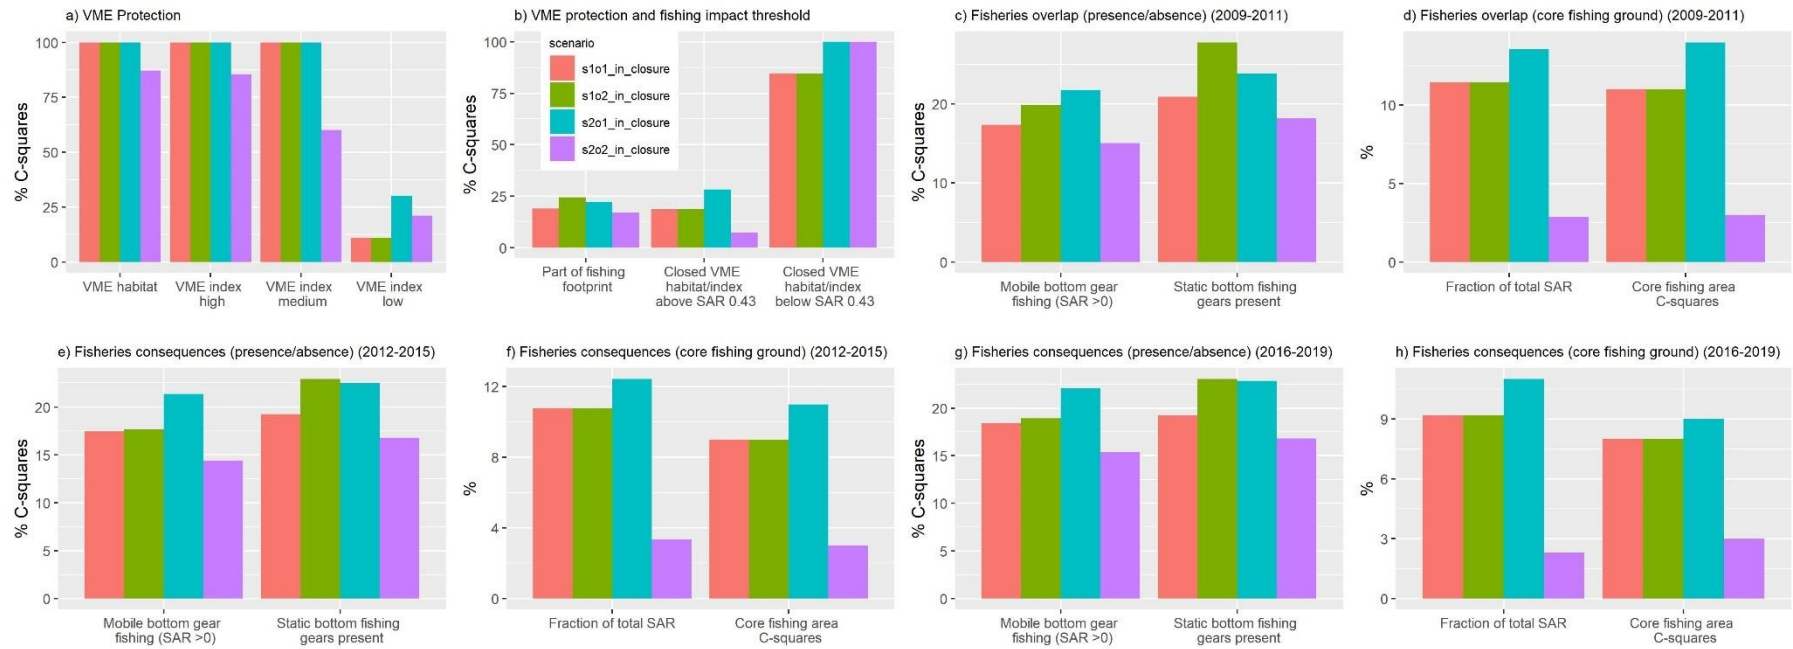 a) VME Protection
% C-squares
100
75
50
25
0
VME habitat
VME index
high
VME index
medium
VME index
low
b) VME protection and fishing impact threshold
% C-squares
100
75
50
25
0
scenario
s1o1_in_closure
s1o2_in_closure
s2o1_in_closure
s2o2_in_closure
Part of fishing
footprint
Closed VME
habitat/index
above SAR 0.43
Closed VME
habitat/index
below SAR 0.43
c) Fisheries overlap (presence/absence) (2009-2011)
% C-squares
20
10
0
Mobile bottom gear
fishing (SAR >0)
Static bottom fishing
gears present
d) Fisheries overlap (core fishing ground) (2009-2011)
%
10
5
0
Fraction of total SAR
Core fishing area
C-squares
e) Fisheries consequences (presence/absence) (2012-2015)
% C-squares
20
15
10
5
0
Mobile bottom gear
fishing (SAR >0)
Static bottom fishing
gears present
f) Fisheries consequences (core fishing ground) (2012-2015)
%
12
8
4
0
Fraction of total SAR
Core fishing area
C-squares
g) Fisheries consequences (presence/absence) (2016-2019)
% C-squares
20
15
10
5
0
Mobile bottom gear
fishing (SAR >0)
Static bottom fishing
gears present
h) Fisheries consequences (core fishing ground) (2016-2019)
%
9
6
3
0
Fraction of total SAR
Core fishing area
C-squares